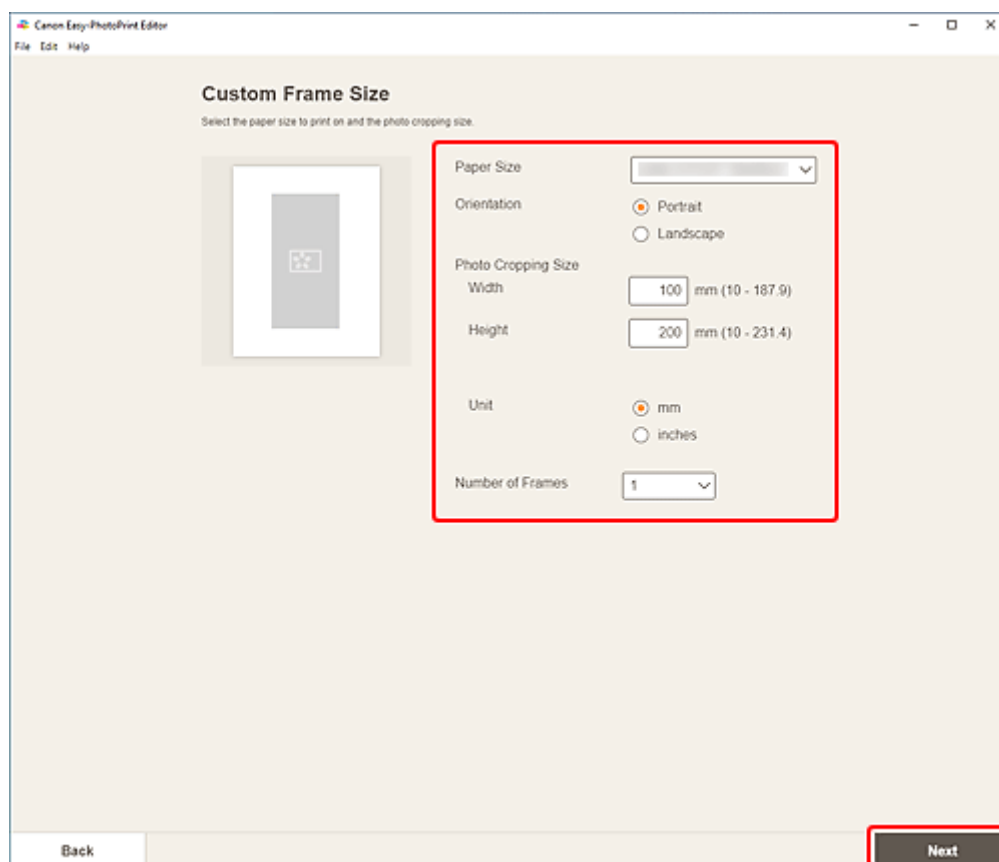 Canon Easy-PhotoPrint Editor
File Edit Help
Custom Frame Size
Select the paper size to print on and the photo cropping size.
Paper Size
Orientation
Portrait
Landscape
Photo Cropping Size
Width 100 mm (10 - 187.9)
Height 200 mm (10 - 231.4)
Unit
mm
inches
Number of Frames 1
Back Next